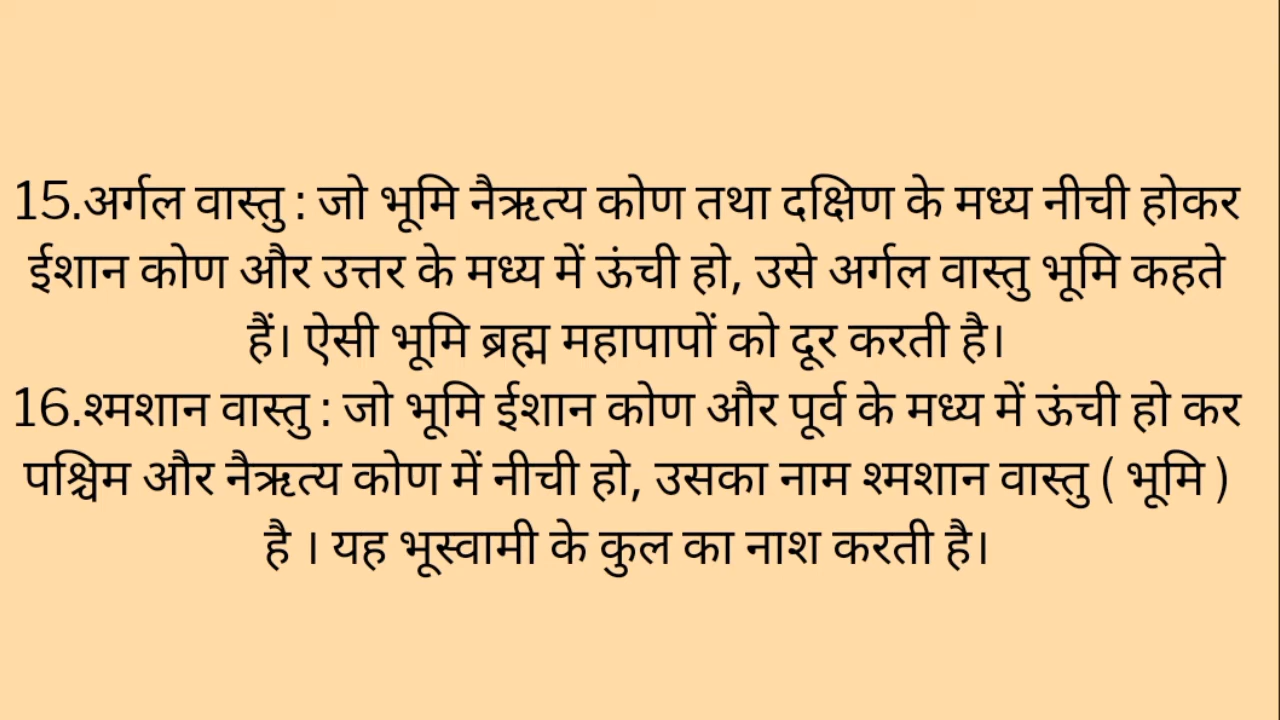 15.अर्गल वास्तु : जो भूमि नैऋत्य कोण तथा दक्षिण के मध्य नीची होकर
ईशान कोण और उत्तर के मध्य में ऊंची हो, उसे अर्गल वास्तु भूमि कहते
हैं। ऐसी भूमि ब्रह्म महापापों को दूर करती है।
16.श्मशान वास्तु : जो भूमि ईशान कोण और पूर्व के मध्य में ऊंची हो कर
पश्चिम और नैऋत्य कोण में नीची हो, उसका नाम श्मशान वास्तु ( भूमि )
है । यह भूस्वामी के कुल का नाश करती है।